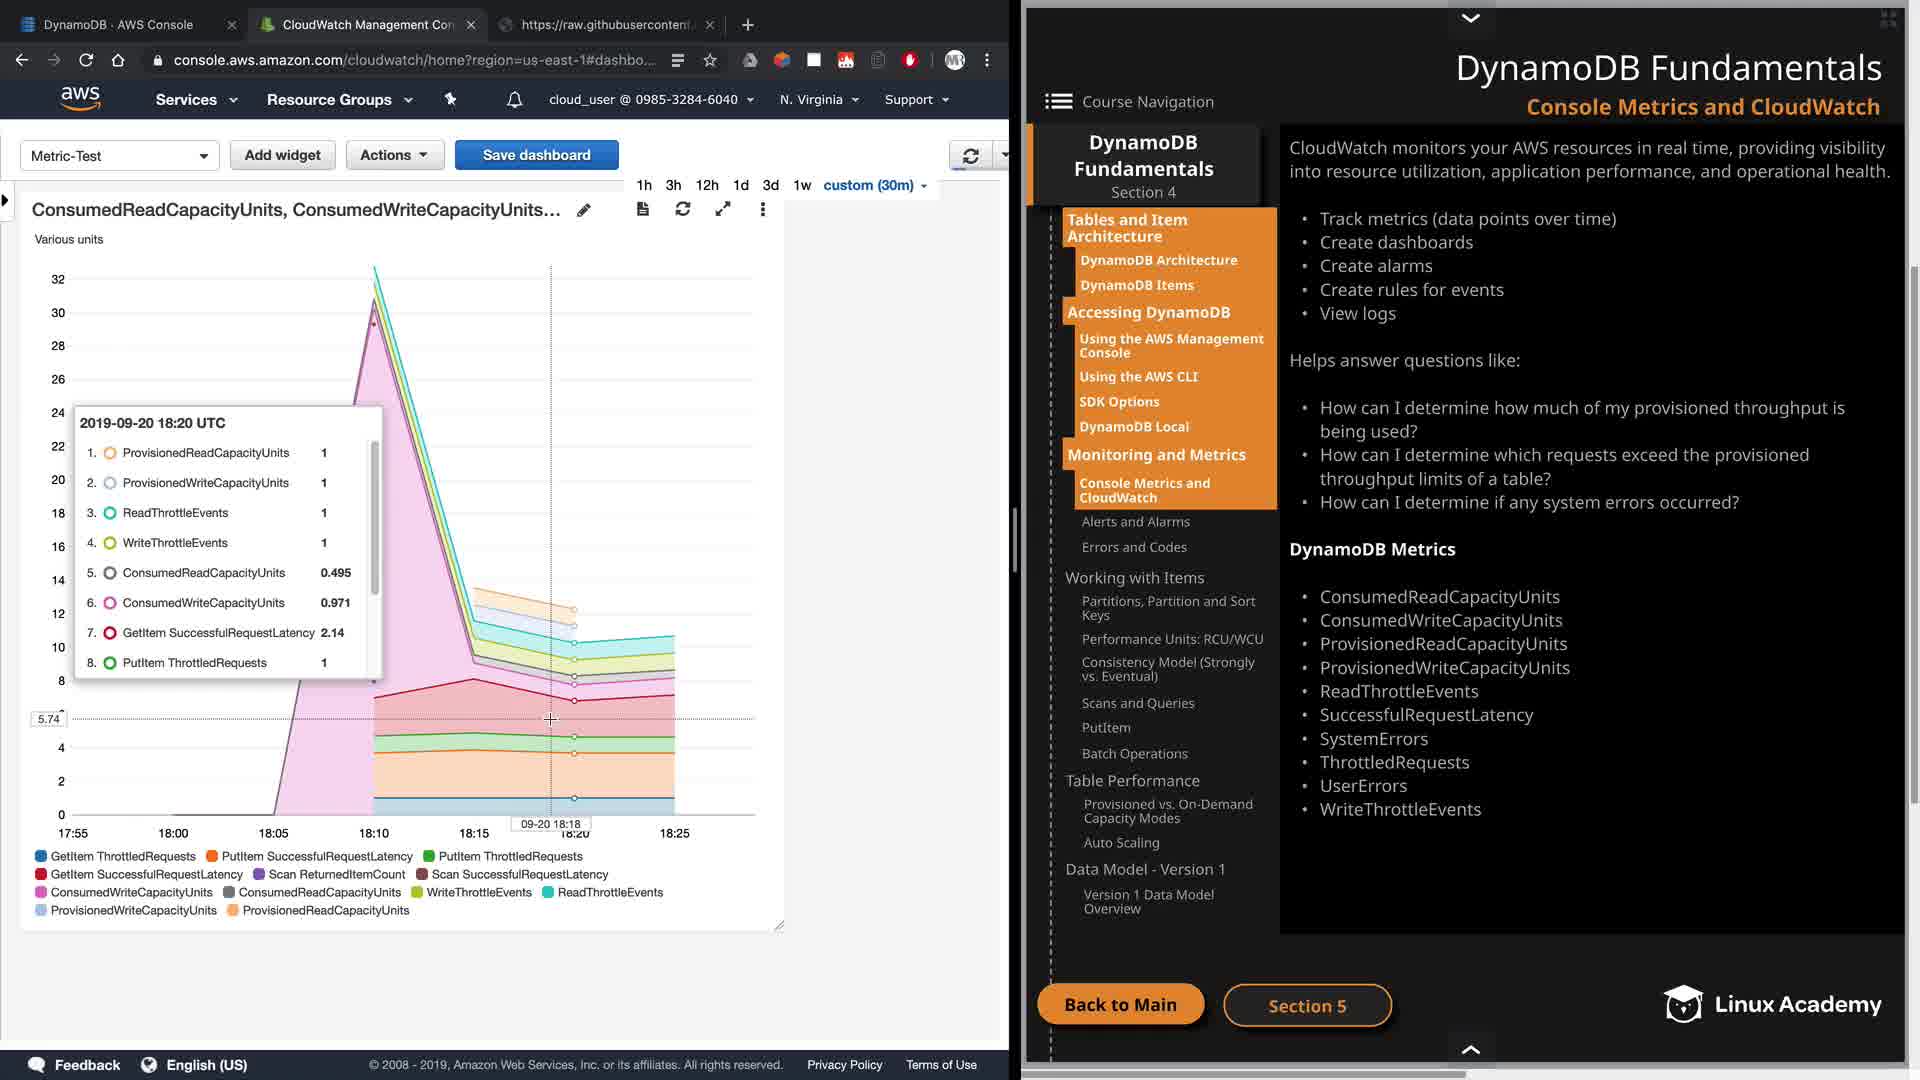 DynamoDB · AWS Console
CloudWatch Management Con
https://raw.githubusercontent.
console.aws.amazon.com/cloudwatch/home?region=us-east-1#dashbo...
aws
Services
Resource Groups
cloud_user @ 0985-3284-6040
N. Virginia
Support
Metric-Test
Add widget
Actions
Save dashboard
1h 3h 12h 1d 3d 1w custom (30m)
ConsumedReadCapacityUnits, ConsumedWriteCapacityUnits...
Various units
32
30
28
26
24
22
20
18
16
14
12
10
8
5.74
4
2
0
2019-09-20 18:20 UTC
1. ProvisionedReadCapacityUnits 1
2. ProvisionedWriteCapacityUnits 1
3. ReadThrottleEvents 1
4. WriteThrottleEvents 1
5. ConsumedReadCapacityUnits 0.495
6. ConsumedWriteCapacityUnits 0.971
7. GetItem SuccessfulRequestLatency 2.14
8. PutItem ThrottledRequests 1
09-20 18:18
17:55 18:00 18:05 18:10 18:15 18:20 18:25
GetItem ThrottledRequests PutItem SuccessfulRequestLatency PutItem ThrottledRequests
GetItem SuccessfulRequestLatency Scan ReturnedItemCount Scan SuccessfulRequestLatency
ConsumedWriteCapacityUnits ConsumedReadCapacityUnits WriteThrottleEvents ReadThrottleEvents
ProvisionedWriteCapacityUnits ProvisionedReadCapacityUnits
Feedback
English (US)
© 2008 - 2019, Amazon Web Services, Inc. or its affiliates. All rights reserved.
Privacy Policy
Terms of Use
DynamoDB Fundamentals
Console Metrics and CloudWatch
Course Navigation
DynamoDB
Fundamentals
Section 4
Tables and Item
Architecture
DynamoDB Architecture
DynamoDB Items
Accessing DynamoDB
Using the AWS Management
Console
Using the AWS CLI
SDK Options
DynamoDB Local
Monitoring and Metrics
Console Metrics and
CloudWatch
Alerts and Alarms
Errors and Codes
Working with Items
Partitions, Partition and Sort
Keys
Performance Units: RCU/WCU
Consistency Model (Strongly
vs. Eventual)
Scans and Queries
PutItem
Batch Operations
Table Performance
Provisioned vs. On-Demand
Capacity Modes
Auto Scaling
Data Model - Version 1
Version 1 Data Model
Overview
CloudWatch monitors your AWS resources in real time, providing visibility
into resource utilization, application performance, and operational health.
• Track metrics (data points over time)
• Create dashboards
• Create alarms
• Create rules for events
• View logs
Helps answer questions like:
• How can I determine how much of my provisioned throughput is
being used?
• How can I determine which requests exceed the provisioned
throughput limits of a table?
• How can I determine if any system errors occurred?
DynamoDB Metrics
• ConsumedReadCapacityUnits
• ConsumedWriteCapacityUnits
• ProvisionedReadCapacityUnits
• ProvisionedWriteCapacityUnits
• ReadThrottleEvents
• SuccessfulRequestLatency
• SystemErrors
• ThrottledRequests
• UserErrors
• WriteThrottleEvents
Back to Main
Section 5
Linux Academy